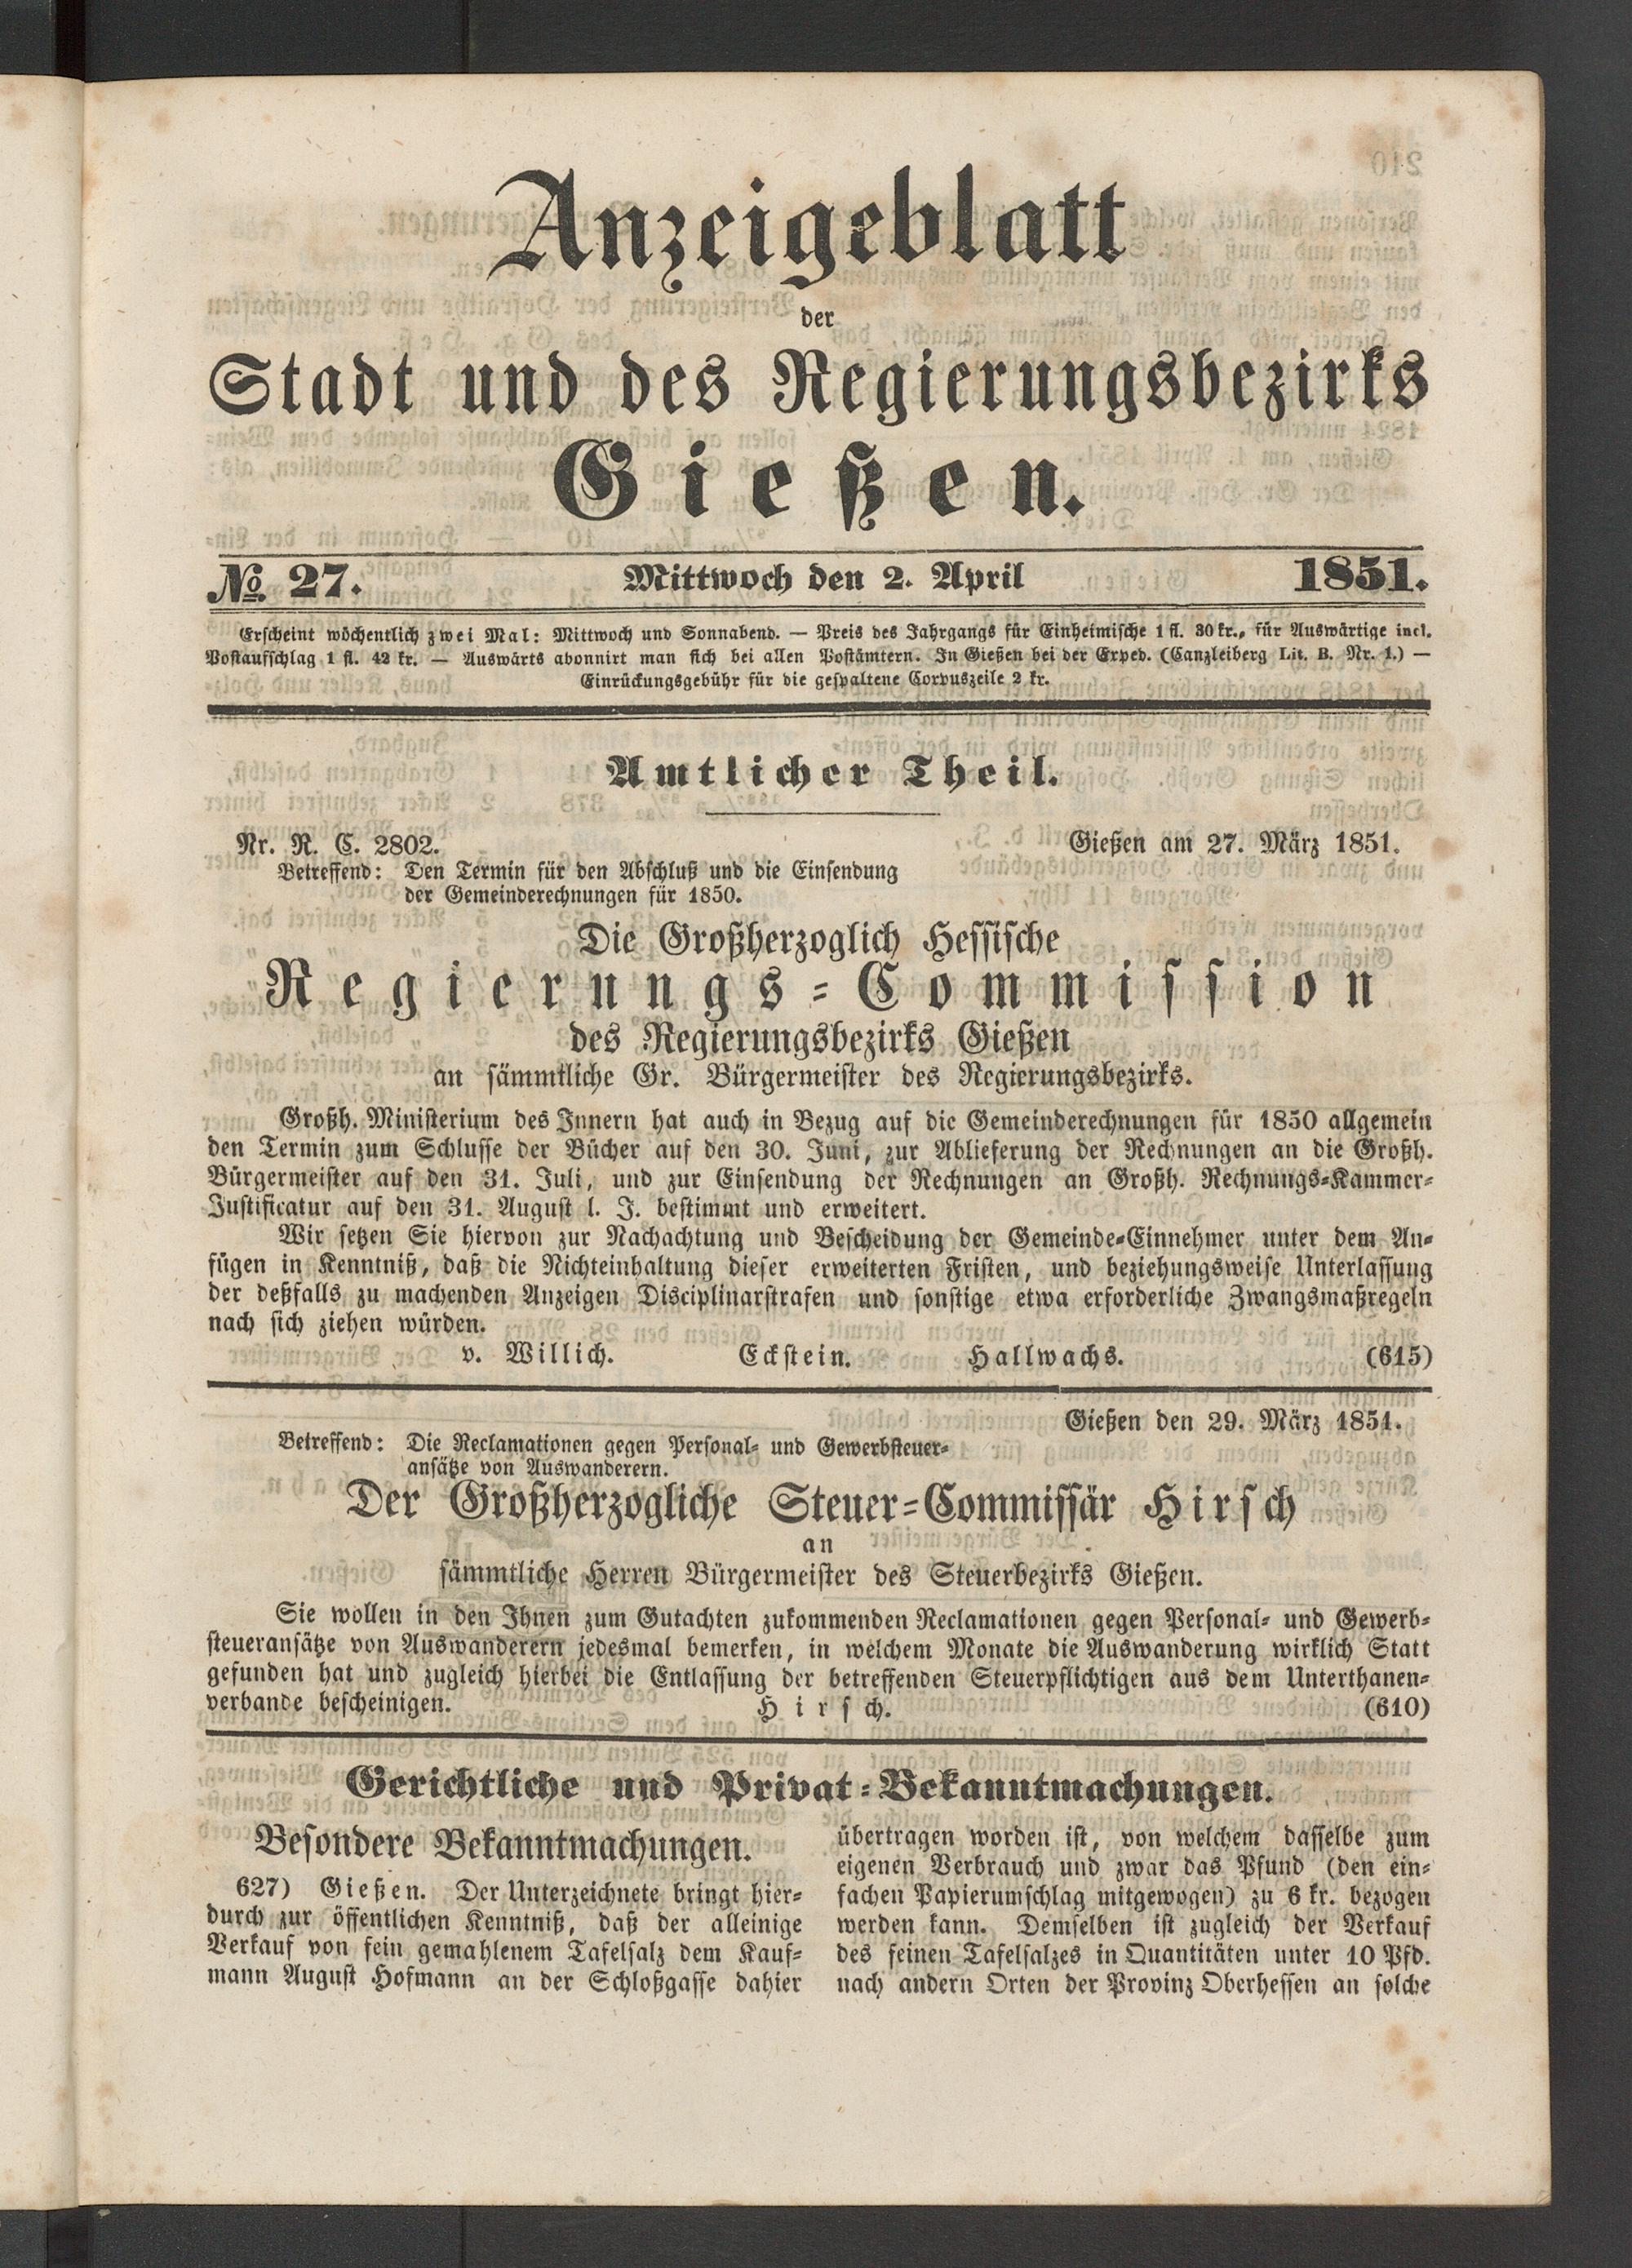 Anzeigeblatt
der
Stadt und des Regierungsbezirks
Gießen.
№ 27. Mittwoch den 2. April 1851.
Erscheint wöchentlich zwei Mal: Mittwoch und Sonnabend. — Preis des Jahrgangs für Einheimische 1 fl. 30 kr., für Auswärtige incl.
Postaufschlag 1 fl. 42 kr. — Auswärts abonnirt man sich bei allen Postämtern. In Gießen bei der Exped. (Canzleiberg Lit. B. Nr. 1.) —
Einrückungsgebühr für die gespaltene Corpuszeile 2 kr.
Amtlicher Theil.
Nr. R. C. 2802. Gießen am 27. März 1851.
Betreffend: Den Termin für den Abschluß und die Einsendung
der Gemeinderechnungen für 1850.
Die Großherzoglich Hessische
Regierungs-Commission
des Regierungsbezirks Gießen
an sämmtliche Gr. Bürgermeister des Regierungsbezirks.
Großh. Ministerium des Innern hat auch in Bezug auf die Gemeinderechnungen für 1850 allgemein
den Termin zum Schlusse der Bücher auf den 30. Juni, zur Ablieferung der Rechnungen an die Großh.
Bürgermeister auf den 31. Juli, und zur Einsendung der Rechnungen an Großh. Rechnungs-Kammer-
Justificatur auf den 31. August l. J. bestimmt und erweitert.
Wir setzen Sie hiervon zur Nachachtung und Bescheidung der Gemeinde-Einnehmer unter dem An-
fügen in Kenntniß, daß die Nichteinhaltung dieser erweiterten Fristen, und beziehungsweise Unterlassung
der deßfalls zu machenden Anzeigen Disciplinarstrafen und sonstige etwa erforderliche Zwangsmaßregeln
nach sich ziehen würden.
v. Willich. Eckstein. Hallwachs. (615)
Gießen den 29. März 1851.
Betreffend: Die Reclamationen gegen Personal- und Gewerbsteuer-
ansätze von Auswanderern.
Der Großherzogliche Steuer-Commissär Hirsch
an
sämmtliche Herren Bürgermeister des Steuerbezirks Gießen.
Sie wollen in den Ihnen zum Gutachten zukommenden Reclamationen gegen Personal- und Gewerb-
steueransätze von Auswanderern jedesmal bemerken, in welchem Monate die Auswanderung wirklich Statt
gefunden hat und zugleich hierbei die Entlassung der betreffenden Steuerpflichtigen aus dem Unterthanen-
verbande bescheinigen. Hirsch. (610)
Gerichtliche und Privat-Bekanntmachungen.
Besondere Bekanntmachungen.
627) Gießen. Der Unterzeichnete bringt hier-
durch zur öffentlichen Kenntniß, daß der alleinige
Verkauf von fein gemahlenem Tafelsalz dem Kauf-
mann August Hofmann an der Schloßgasse dahier
übertragen worden ist, von welchem dasselbe zum
eigenen Verbrauch und zwar das Pfund (den ein-
fachen Papierumschlag mitgewogen) zu 6 kr. bezogen
werden kann. Demselben ist zugleich der Verkauf
des feinen Tafelsalzes in Quantitäten unter 10 Pfd.
nach andern Orten der Provinz Oberhessen an solche